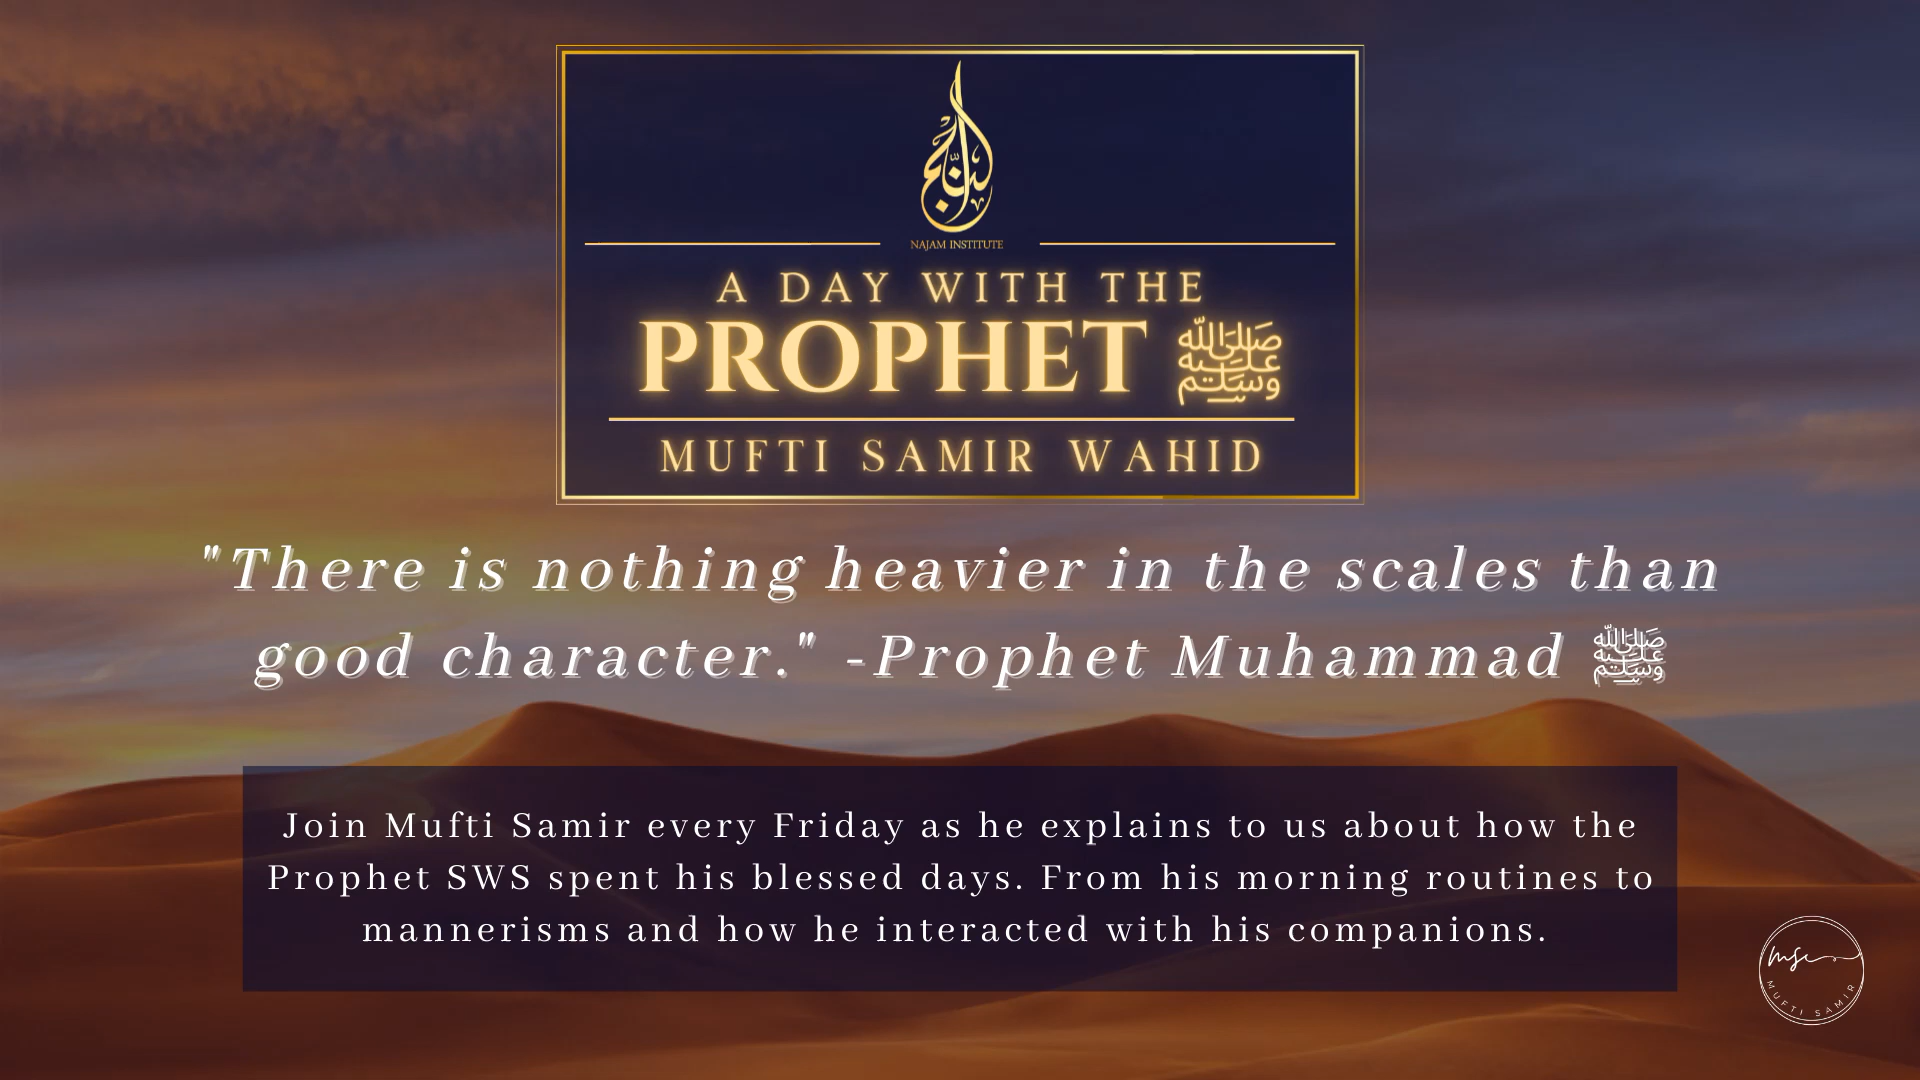 النجم
NAJAM INSTITUTE
A DAY WITH THE
PROPHET ﷺ
MUFTI SAMIR WAHID
"There is nothing heavier in the scales than
good character." -Prophet Muhammad ﷺ
Join Mufti Samir every Friday as he explains to us about how the
Prophet SWS spent his blessed days. From his morning routines to
mannerisms and how he interacted with his companions.
MUFTI SAMIR